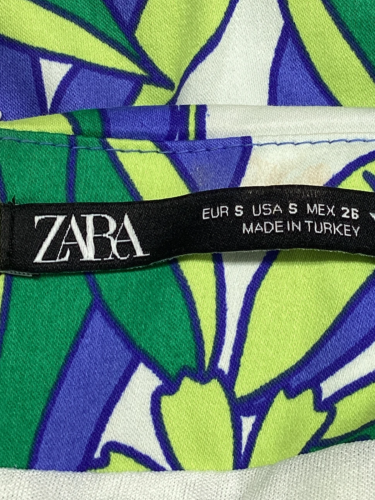 ZARA
EUR S USA S MEX 26
MADE IN TURKEY